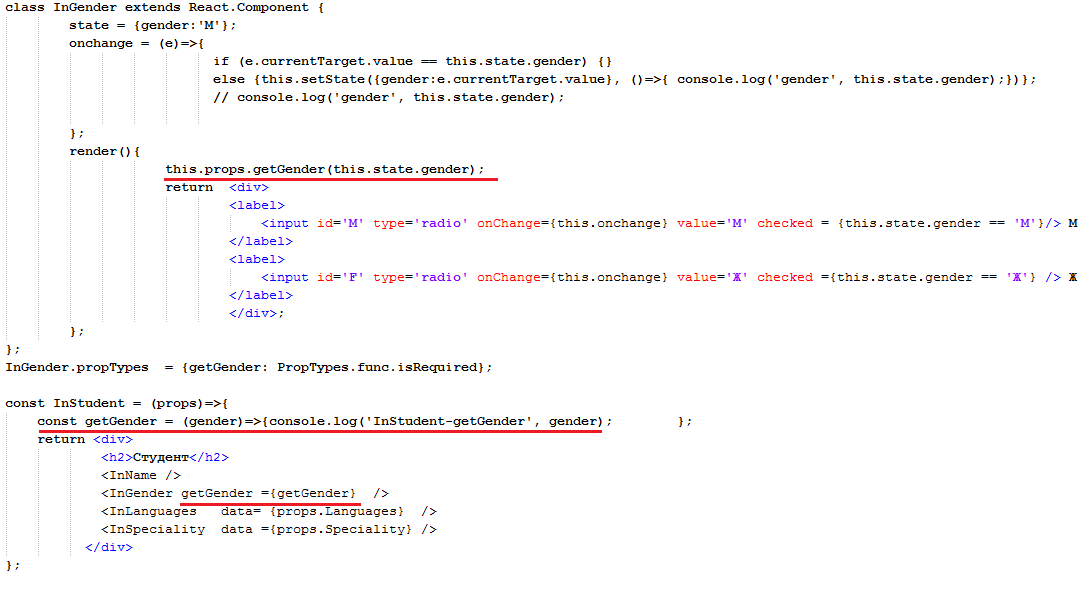 class InGender extends React.Component {
state = {gender:'М'};
onchange = (e)=>{
if (e.currentTarget.value == this.state.gender) {}
else {this.setState({gender:e.currentTarget.value}, ()=>{ console.log('gender', this.state.gender);})};
// console.log('gender', this.state.gender);
};
render(){
this.props.getGender(this.state.gender);
return <div>
<label>
<input id='M' type='radio' onChange={this.onchange} value='М' checked = {this.state.gender == 'М'}/> М
</label>
<label>
<input id='F' type='radio' onChange={this.onchange} value='Ж' checked ={this.state.gender == 'Ж'} /> Ж
</label>
</div>;
};
};
InGender.propTypes = {getGender: PropTypes.func.isRequired};
const InStudent = (props)=>{
const getGender = (gender)=>{console.log('InStudent-getGender', gender); };
return <div>
<h2>Студент</h2>
<InName />
<InGender getGender ={getGender} />
<InLanguages data= {props.Languages} />
<InSpeciality data ={props.Speciality} />
</div>
};